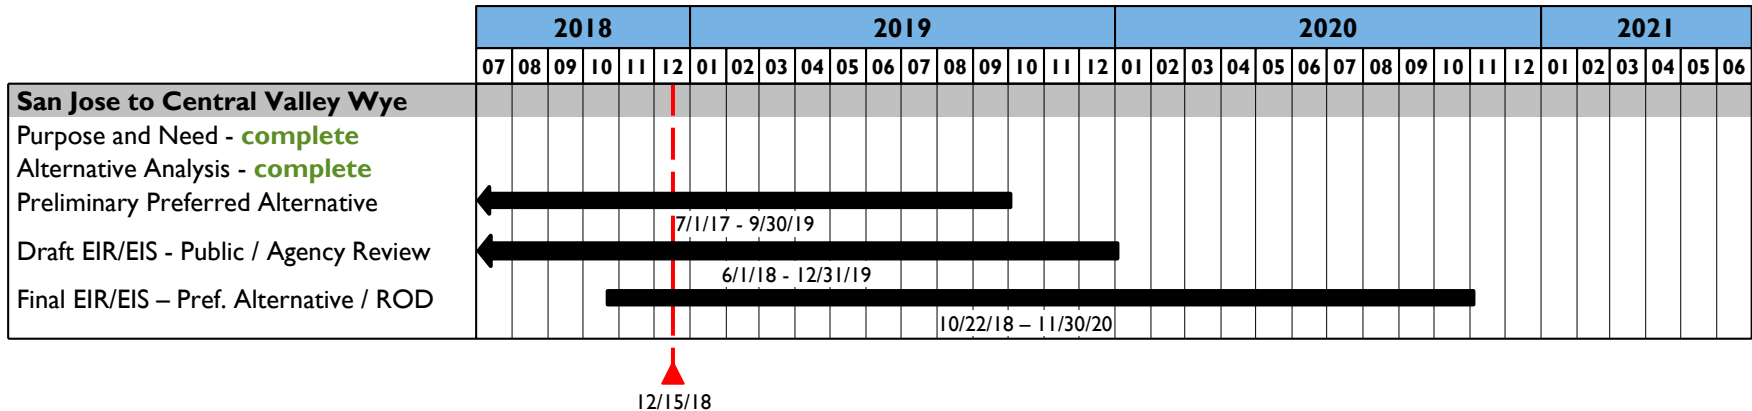 2018 2019 2020 2021
07 08 09 10 11 12 01 02 03 04 05 06 07 08 09 10 11 12 01 02 03 04 05 06 07 08 09 10 11 12 01 02 03 04 05 06
San Jose to Central Valley Wye
Purpose and Need - complete
Alternative Analysis - complete
Preliminary Preferred Alternative
7/1/17 - 9/30/19
Draft EIR/EIS - Public / Agency Review
6/1/18 - 12/31/19
Final EIR/EIS – Pref. Alternative / ROD
10/22/18 – 11/30/20
12/15/18